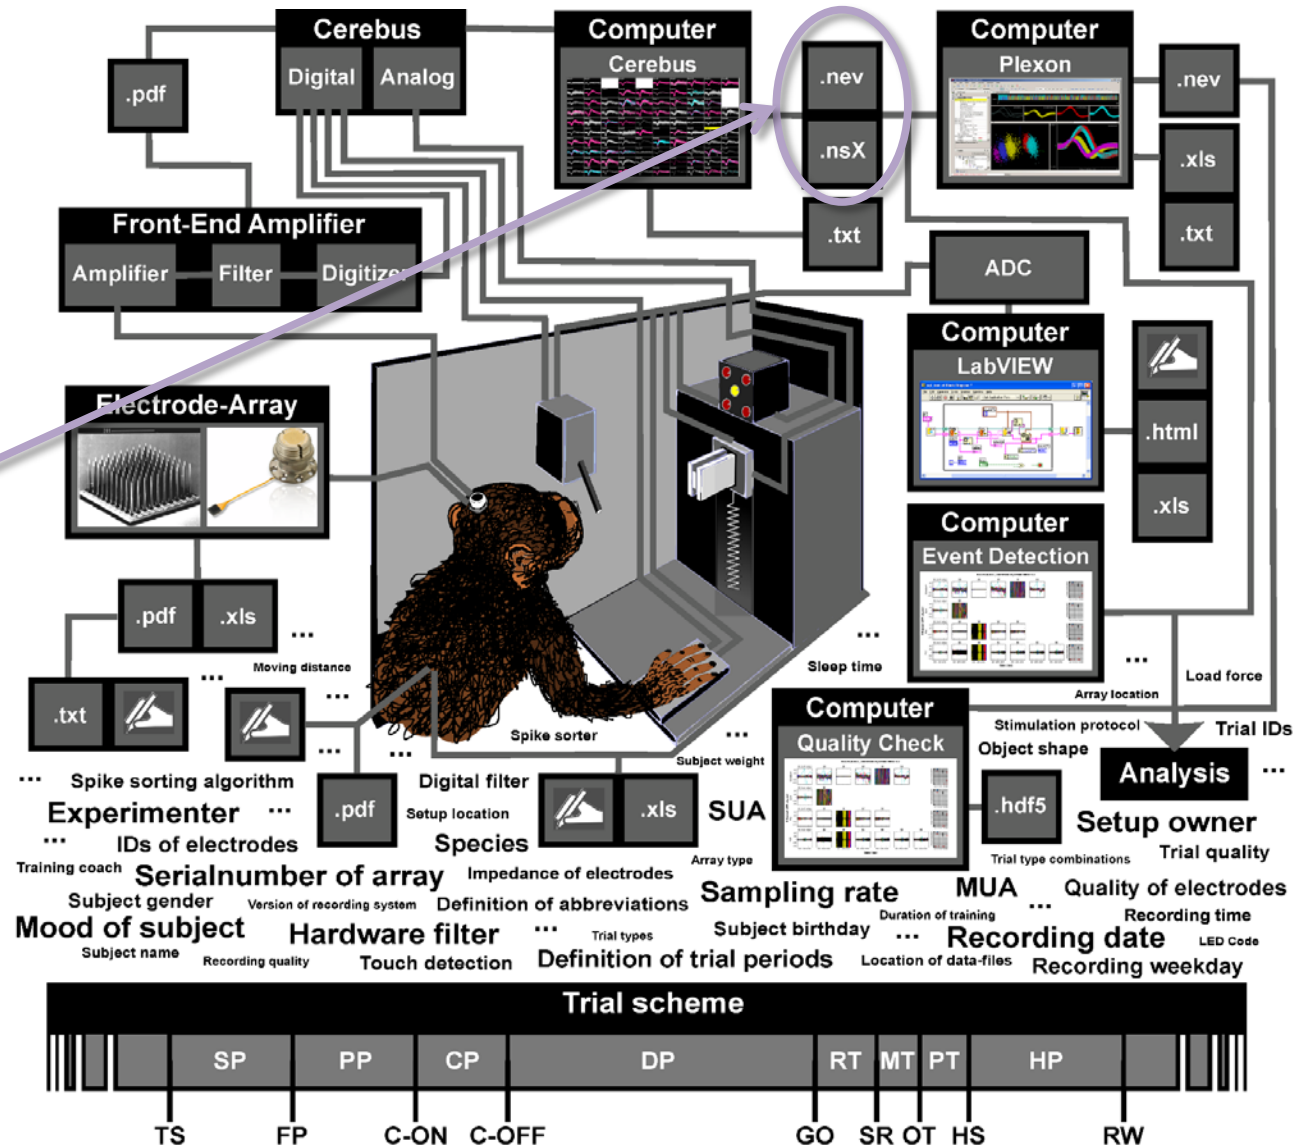 Cerebus
Digital
Analog
Computer
Cerebus
.nev
.nsX
.txt
Computer
Plexon
.nev
.xls
.txt
.pdf
Front-End Amplifier
Amplifier
Filter
Digitizer
ADC
Computer
LabVIEW
.html
.xls
Electrode-Array
Computer
Event Detection
.pdf
.xls
...
Moving distance
...
Sleep time
...
Load force
Array location
.txt
...
...
Computer
Quality Check
Stimulation protocol
Trial IDs
Object shape
Spike sorter
...
...
...
Subject weight
Analysis
...
... Spike sorting algorithm
Digital filter
.pdf
.xls
.hdf5
Experimenter ...
Setup location
SUA
Setup owner
... IDs of electrodes
Species
Trial quality
Training coach
Serialnumber of array
Impedance of electrodes
Array type
Trial type combinations
Subject gender
Version of recording system
Definition of abbreviations
Sampling rate
MUA
...
Quality of electrodes
Mood of subject
Hardware filter
...
Trial types
Subject birthday
Duration of training
...
Recording time
Recording date
LED Code
Subject name
Recording quality
Touch detection
Definition of trial periods
Location of data-files
Recording weekday
Trial scheme
SP PP CP DP RT MT PT HP
TS FP C-ON C-OFF GO SR OT HS RW